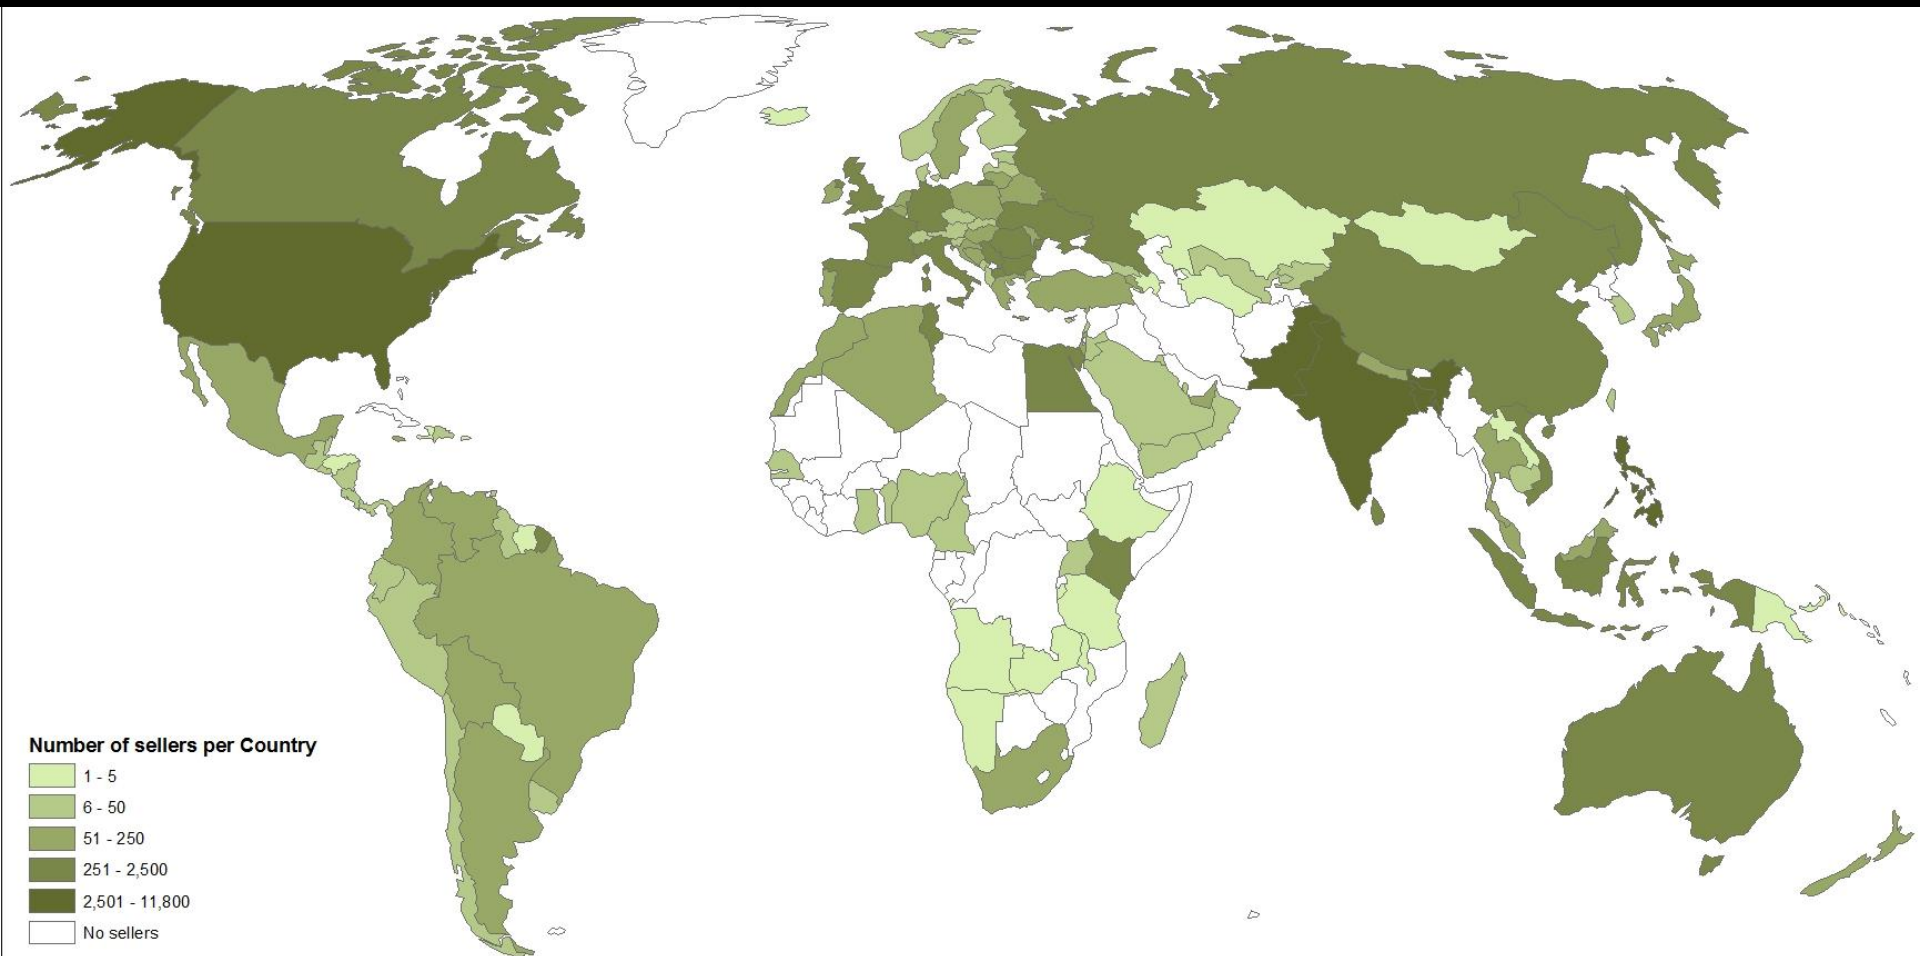 Number of sellers per Country
1 - 5
6 - 50
51 - 250
251 - 2,500
2,501 - 11,800
No sellers